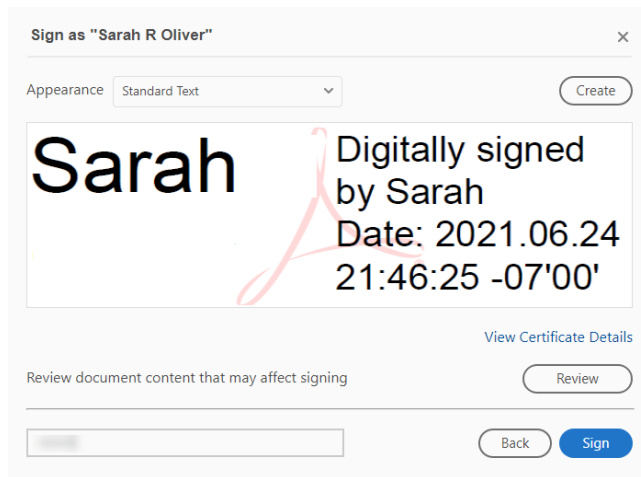 Sign as "Sarah R Oliver"
Appearance
Standard Text
Create
Sarah
Digitally signed
by Sarah
Date: 2021.06.24
21:46:25 -07'00'
View Certificate Details
Review document content that may affect signing
Review
Back
Sign